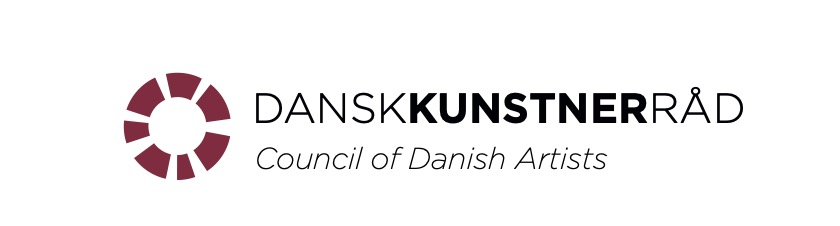 DANSKKUNSTNERRÅD
Council of Danish Artists